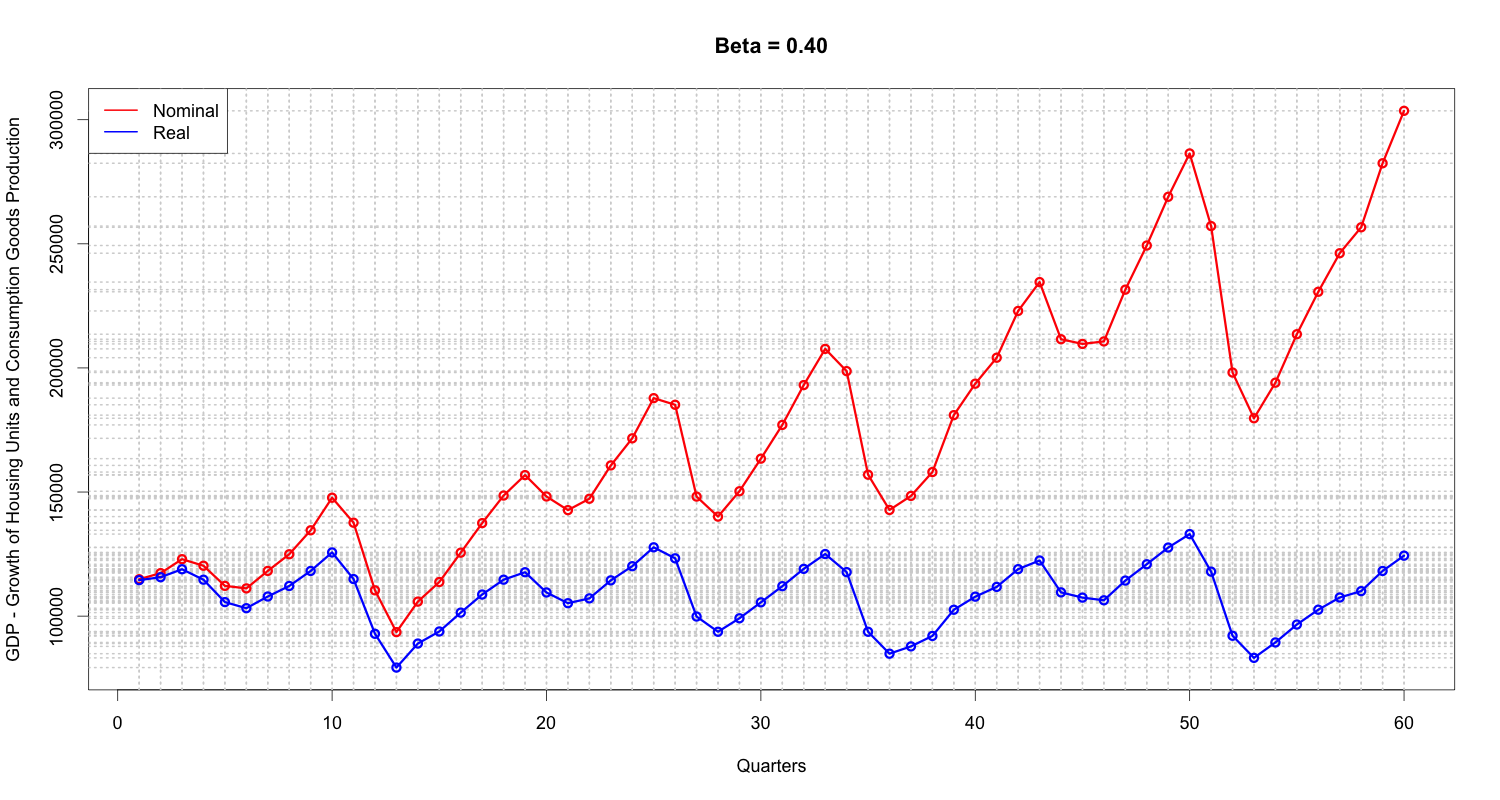 Beta = 0.40
Nominal
Real
GDP - Growth of Housing Units and Consumption Goods Production
300000
250000
200000
150000
100000
0 10 20 30 40 50 60
Quarters